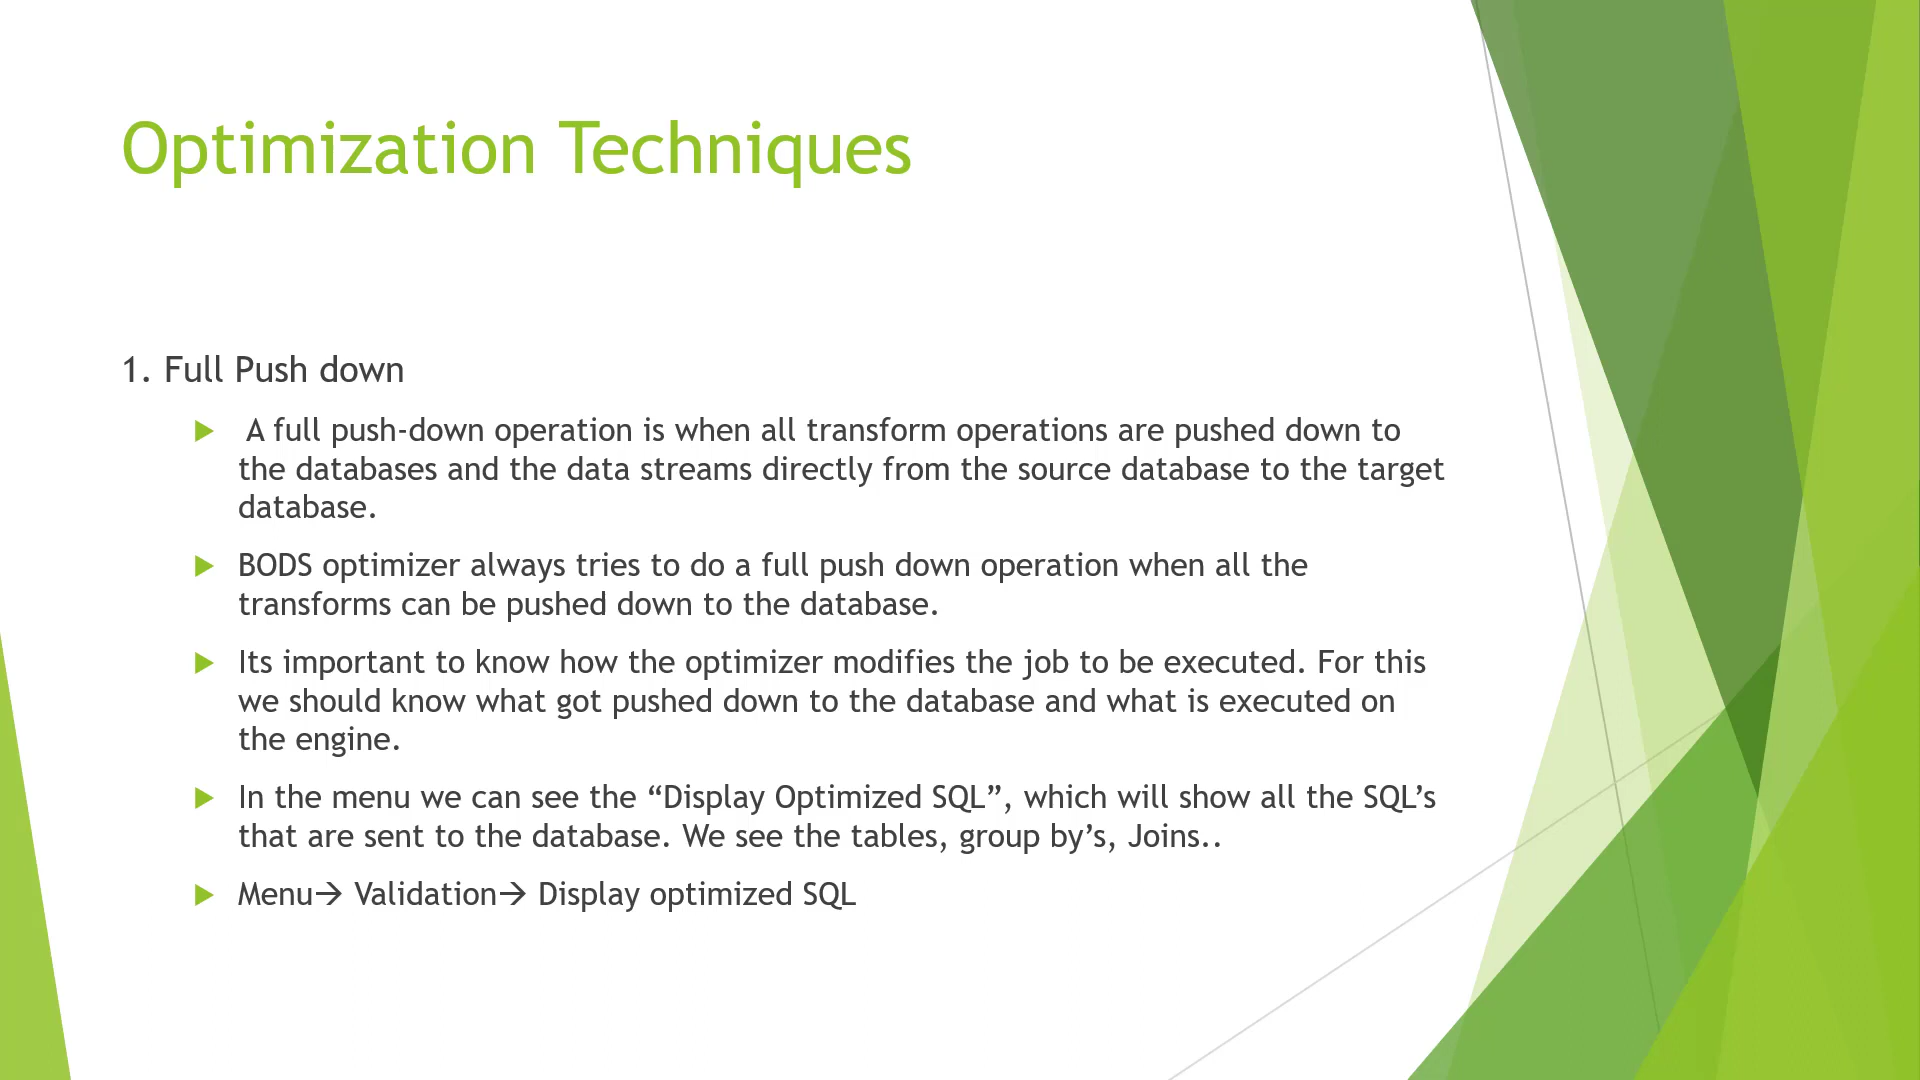 Optimization Techniques
1. Full Push down
A full push-down operation is when all transform operations are pushed down to
the databases and the data streams directly from the source database to the target
database.
BODS optimizer always tries to do a full push down operation when all the
transforms can be pushed down to the database.
Its important to know how the optimizer modifies the job to be executed. For this
we should know what got pushed down to the database and what is executed on
the engine.
In the menu we can see the “Display Optimized SQL”, which will show all the SQL’s
that are sent to the database. We see the tables, group by’s, Joins..
Menu→ Validation→ Display optimized SQL